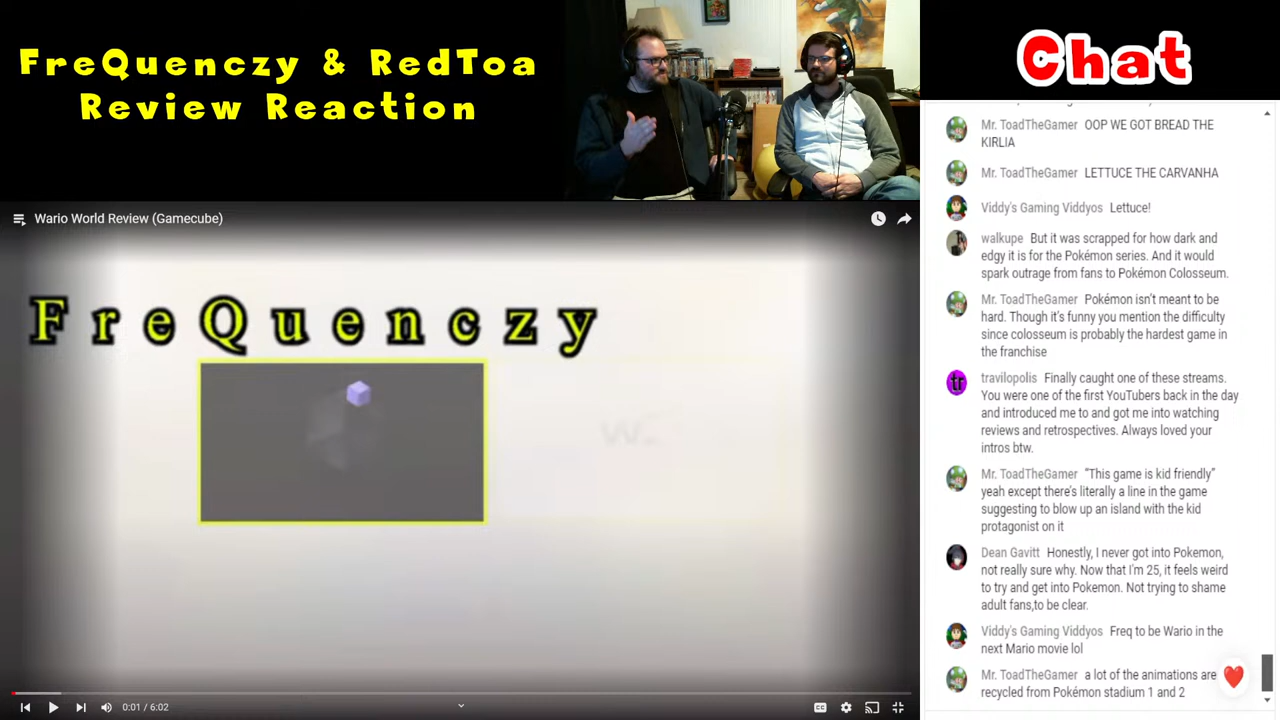 FreQuenczy & RedToa
Review Reaction
Chat
Wario World Review (Gamecube)
FreQuenczy
0:01 / 6:02
Mr. ToadTheGamer OOP WE GOT BREAD THE
KIRLIA
Mr. ToadTheGamer LETTUCE THE CARVANHA
Viddy's Gaming Viddyos Lettuce!
walkupe But it was scrapped for how dark and
edgy it is for the Pokémon series. And it would
spark outrage from fans to Pokémon Colosseum.
Mr. ToadTheGamer Pokémon isn't meant to be
hard. Though it's funny you mention the difficulty
since colosseum is probably the hardest game in
the franchise
tr
travilopolis Finally caught one of these streams.
You were one of the first YouTubers back in the day
and introduced me to and got me into watching
reviews and retrospectives. Always loved your
intros btw.
Mr. ToadTheGamer “This game is kid friendly”
yeah except there's literally a line in the game
suggesting to blow up an island with the kid
protagonist on it
Dean Gavitt Honestly, I never got into Pokemon,
not really sure why. Now that I'm 25, it feels weird
to try and get into Pokemon. Not trying to shame
adult fans,to be clear.
Viddy's Gaming Viddyos Freq to be Wario in the
next Mario movie lol
Mr. ToadTheGamer a lot of the animations are
recycled from Pokémon stadium 1 and 2